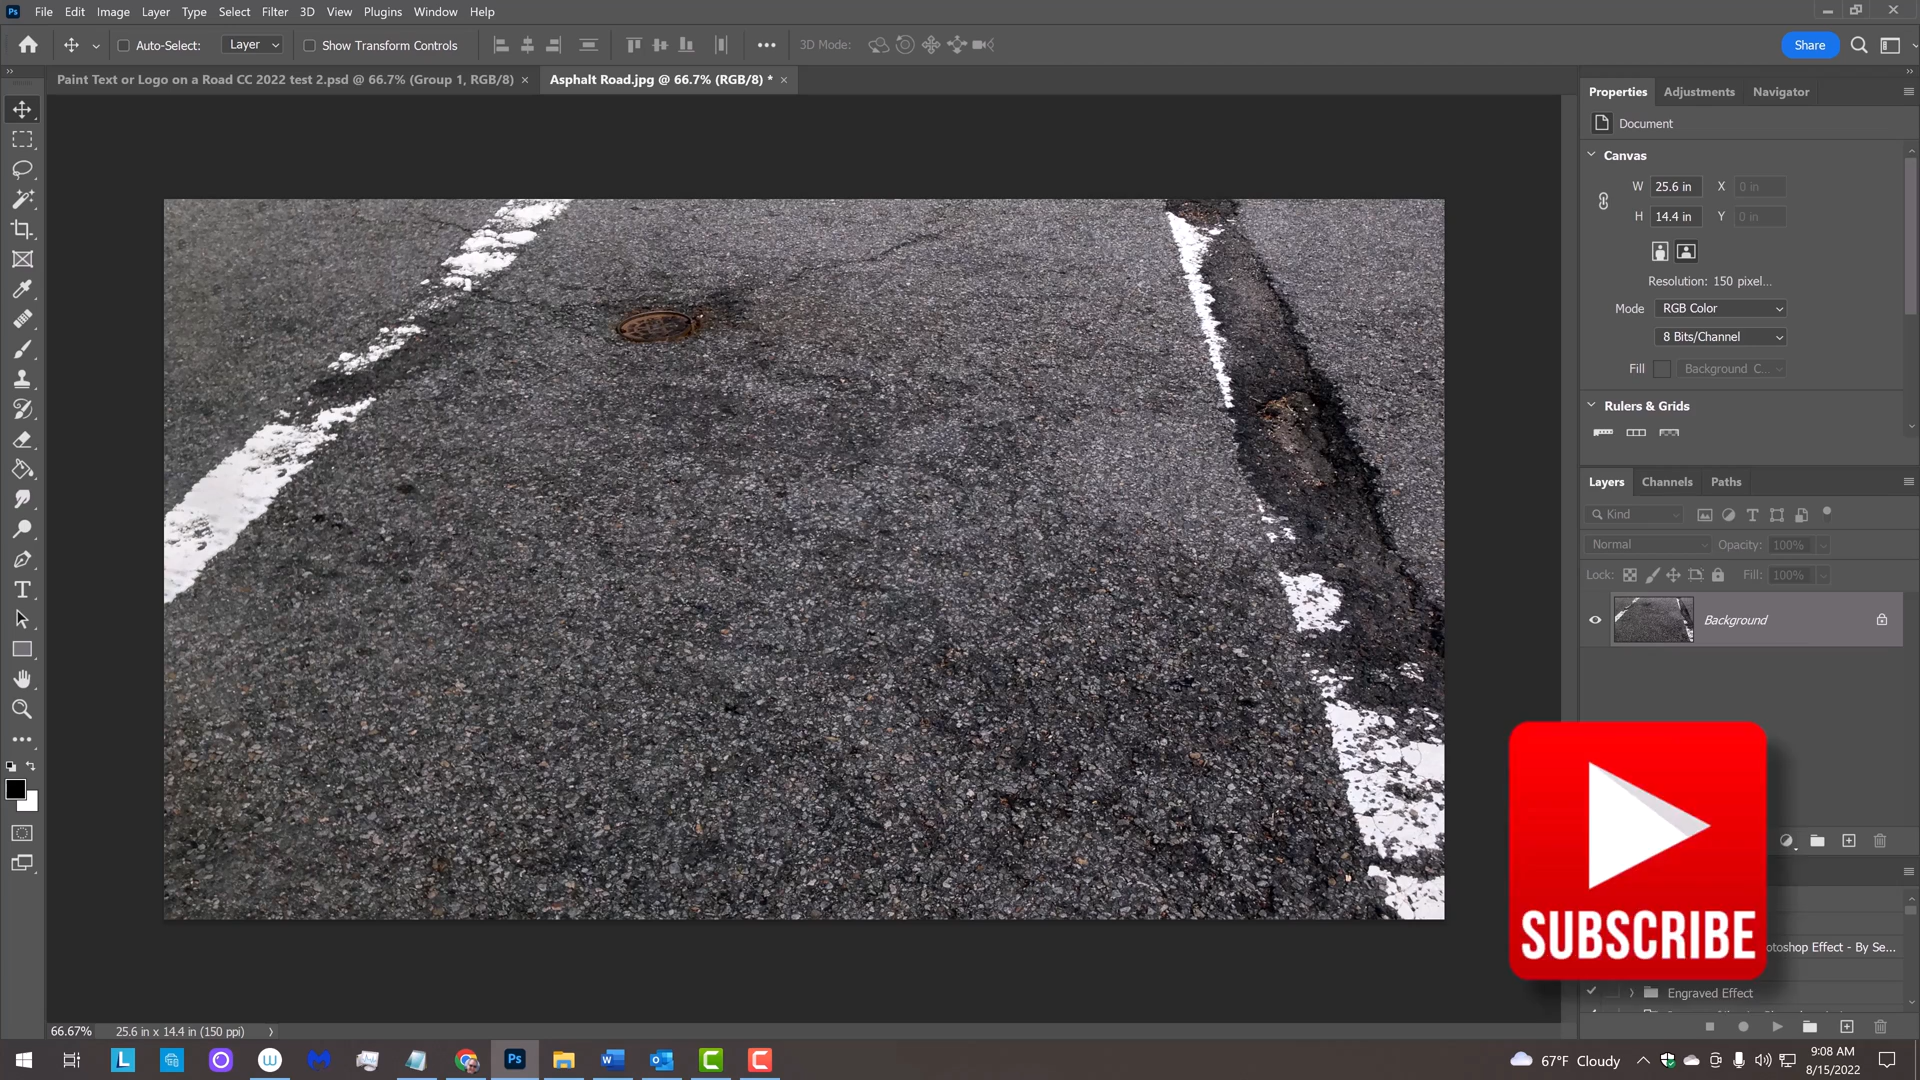 Ps File Edit Image Layer Type Select Filter 3D View Plugins Window Help
Auto-Select: Layer Show Transform Controls 3D Mode: Share
Paint Text or Logo on a Road CC 2022 test 2.psd @ 66.7% (Group 1, RGB/8) × Asphalt Road.jpg @ 66.7% (RGB/8) * ×
Properties Adjustments Navigator
Document
Canvas
W 25.6 in X 0 in
H 14.4 in Y 0 in
Resolution: 150 pixel...
Mode RGB Color
8 Bits/Channel
Fill Background C...
Rulers & Grids
Layers Channels Paths
Kind
Normal Opacity: 100%
Lock: Fill: 100%
Background
SUBSCRIBE
otoshop Effect - By Se...
Engraved Effect
66.67% 25.6 in x 14.4 in (150 ppi)
L W Ps W C C
67°F Cloudy
9:08 AM
8/15/2022